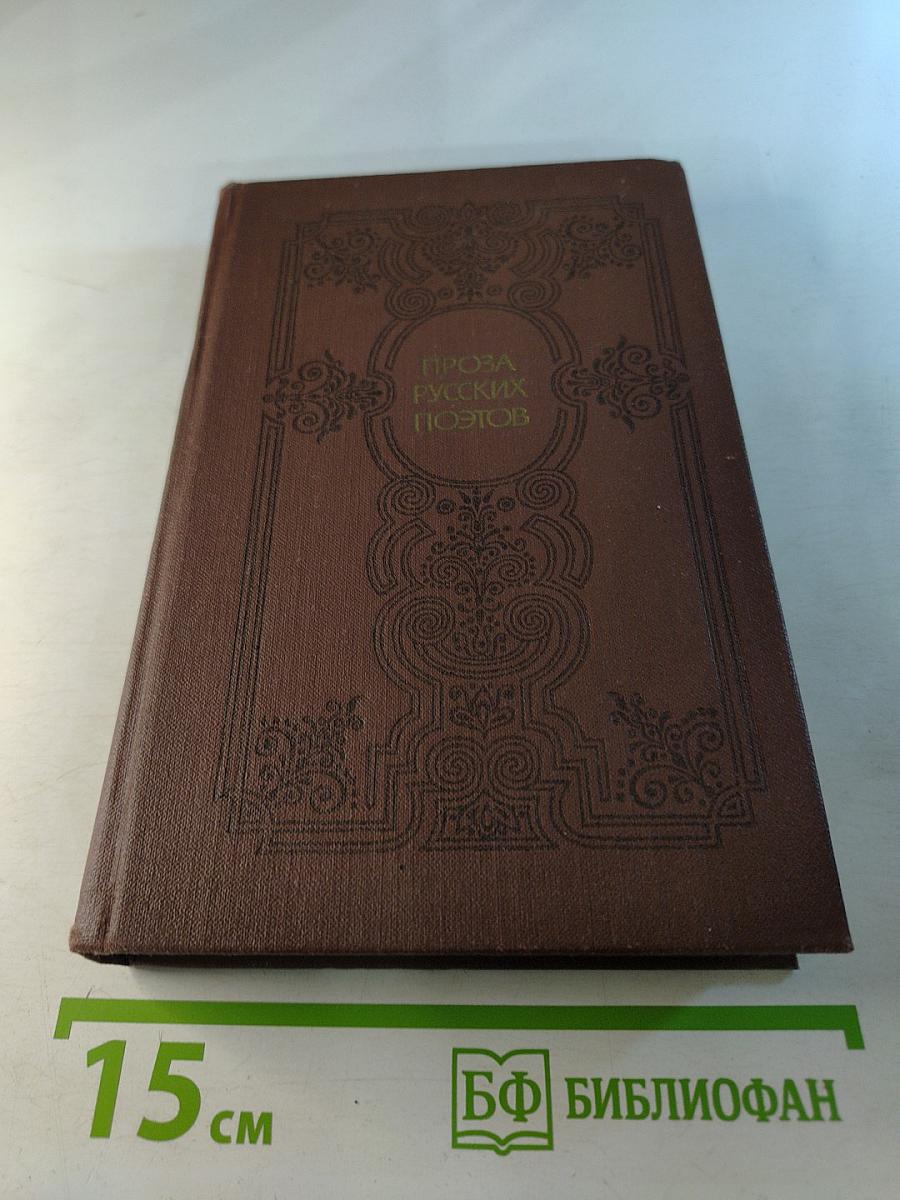 ПРОЗА
РУССКИХ
ПОЭТОВ
15 см
БФ БИБЛИОФАН